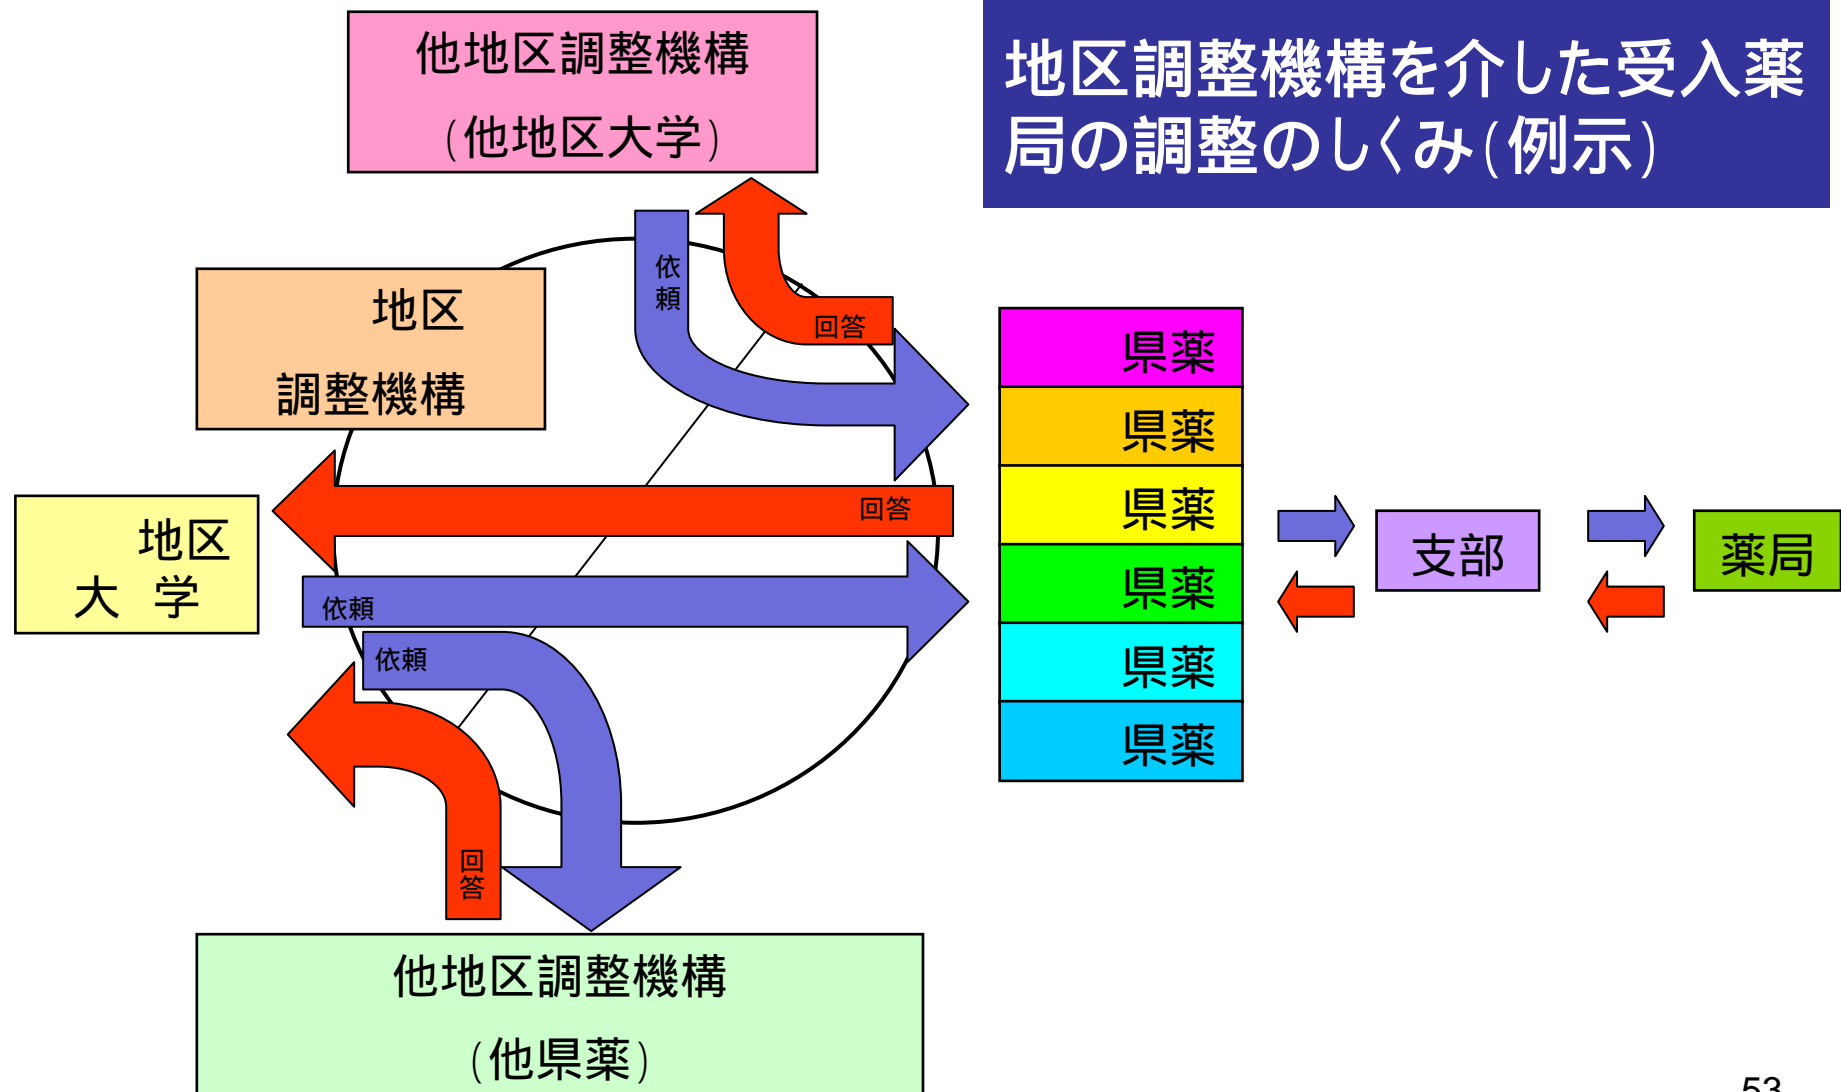 他地区調整機構
(他地区大学)
地区調整機構を介した受入薬
局の調整のしくみ(例示)
依
頼
回答
地区
調整機構
県薬
県薬
県薬
県薬
県薬
県薬
回答
地区
大 学
依頼
依頼
支部
薬局
回
答
他地区調整機構
(他県薬)
53